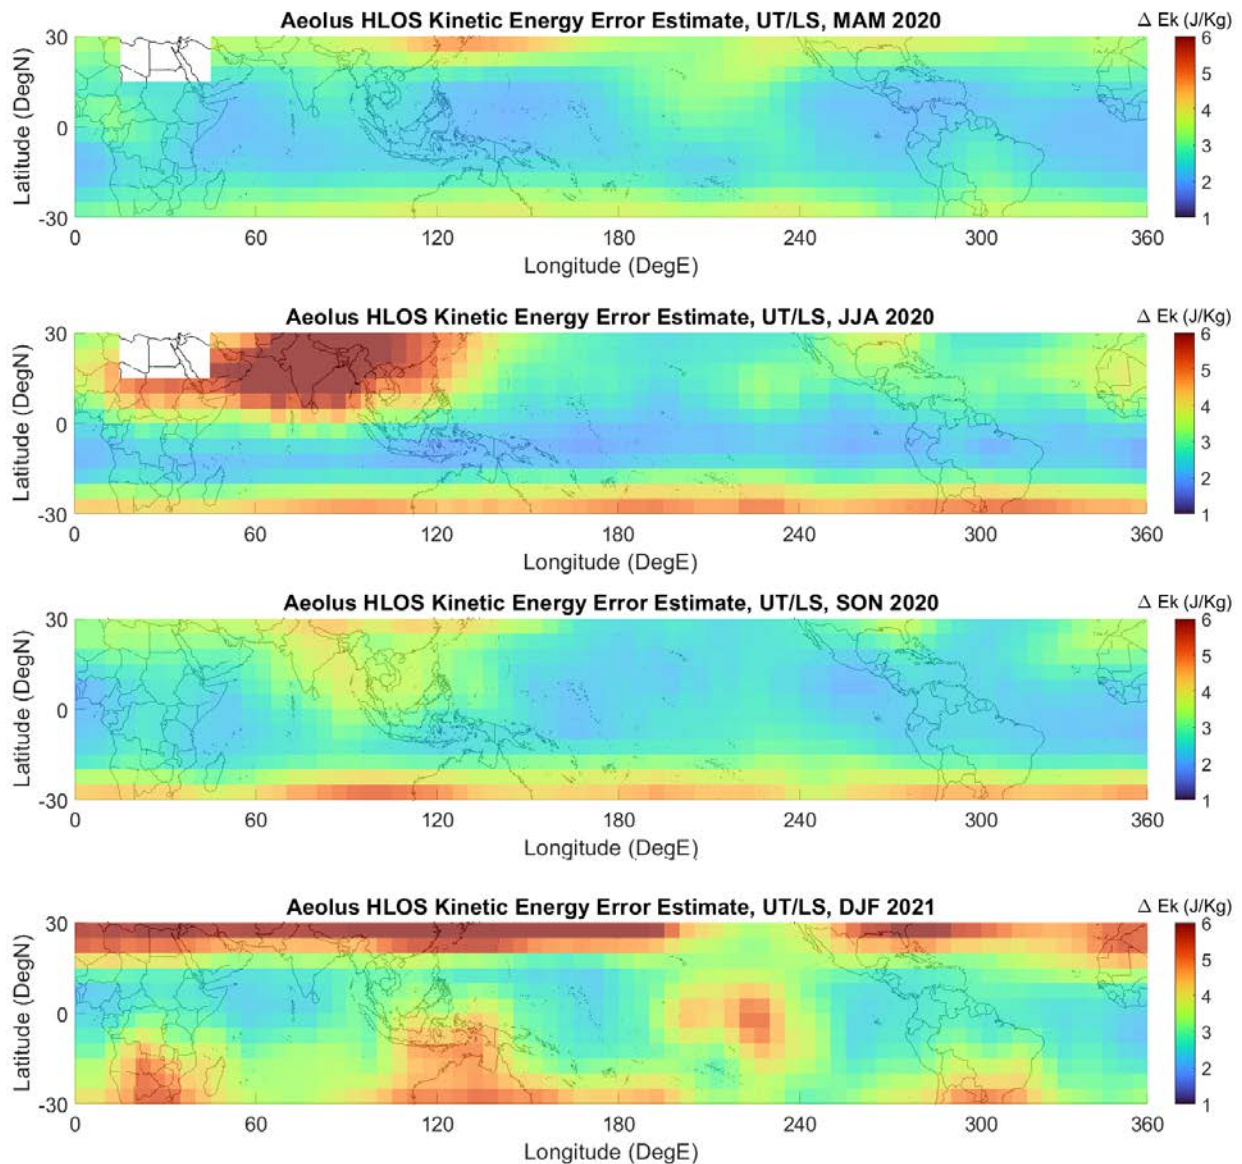 Aeolus HLOS Kinetic Energy Error Estimate, UT/LS, MAM 2020
Δ Ek (J/Kg)
30
0
-30
Latitude (DegN)
0 60 120 180 240 300 360
Longitude (DegE)
6
5
4
3
2
1
Aeolus HLOS Kinetic Energy Error Estimate, UT/LS, JJA 2020
Δ Ek (J/Kg)
30
0
-30
Latitude (DegN)
0 60 120 180 240 300 360
Longitude (DegE)
6
5
4
3
2
1
Aeolus HLOS Kinetic Energy Error Estimate, UT/LS, SON 2020
Δ Ek (J/Kg)
30
0
-30
Latitude (DegN)
0 60 120 180 240 300 360
Longitude (DegE)
6
5
4
3
2
1
Aeolus HLOS Kinetic Energy Error Estimate, UT/LS, DJF 2021
Δ Ek (J/Kg)
30
0
-30
Latitude (DegN)
0 60 120 180 240 300 360
Longitude (DegE)
6
5
4
3
2
1